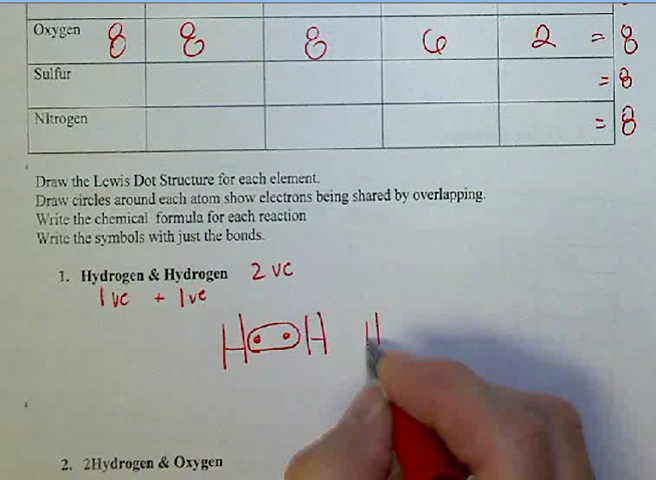 Oxygen 8 8 8 6 2 = 8
Sulfur = 8
Nitrogen = 8
Draw the Lewis Dot Structure for each element.
Draw circles around each atom show electrons being shared by overlapping.
Write the chemical formula for each reaction
Write the symbols with just the bonds.
1. Hydrogen & Hydrogen 2 ve
1 ve + 1 ve
H H H
2. 2Hydrogen & Oxygen